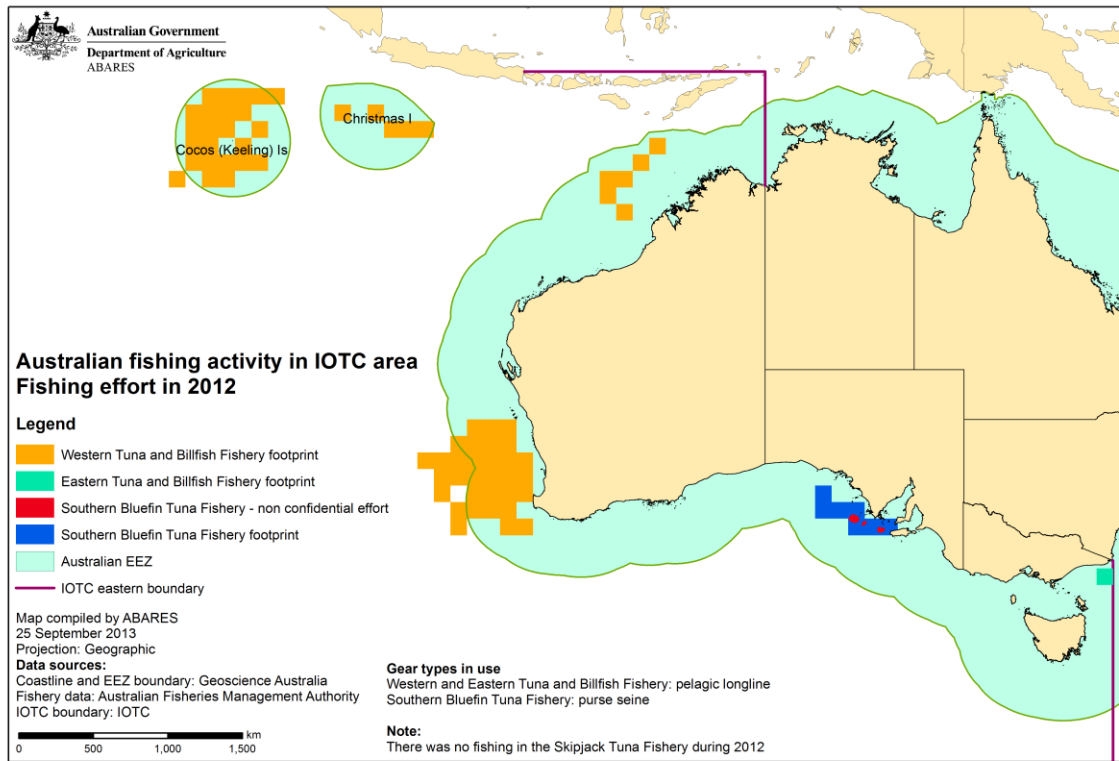 Australian Government
Department of Agriculture
ABARES
Christmas I
Cocos (Keeling) Is
Australian fishing activity in IOTC area
Fishing effort in 2012
Legend
Western Tuna and Billfish Fishery footprint
Eastern Tuna and Billfish Fishery footprint
Southern Bluefin Tuna Fishery - non confidential effort
Southern Bluefin Tuna Fishery footprint
Australian EEZ
IOTC eastern boundary
Map compiled by ABARES
25 September 2013
Projection: Geographic
Data sources:
Coastline and EEZ boundary: Geoscience Australia
Fishery data: Australian Fisheries Management Authority
IOTC boundary: IOTC
km
0 500 1,000 1,500
Gear types in use
Western and Eastern Tuna and Billfish Fishery: pelagic longline
Southern Bluefin Tuna Fishery: purse seine
Note:
There was no fishing in the Skipjack Tuna Fishery during 2012